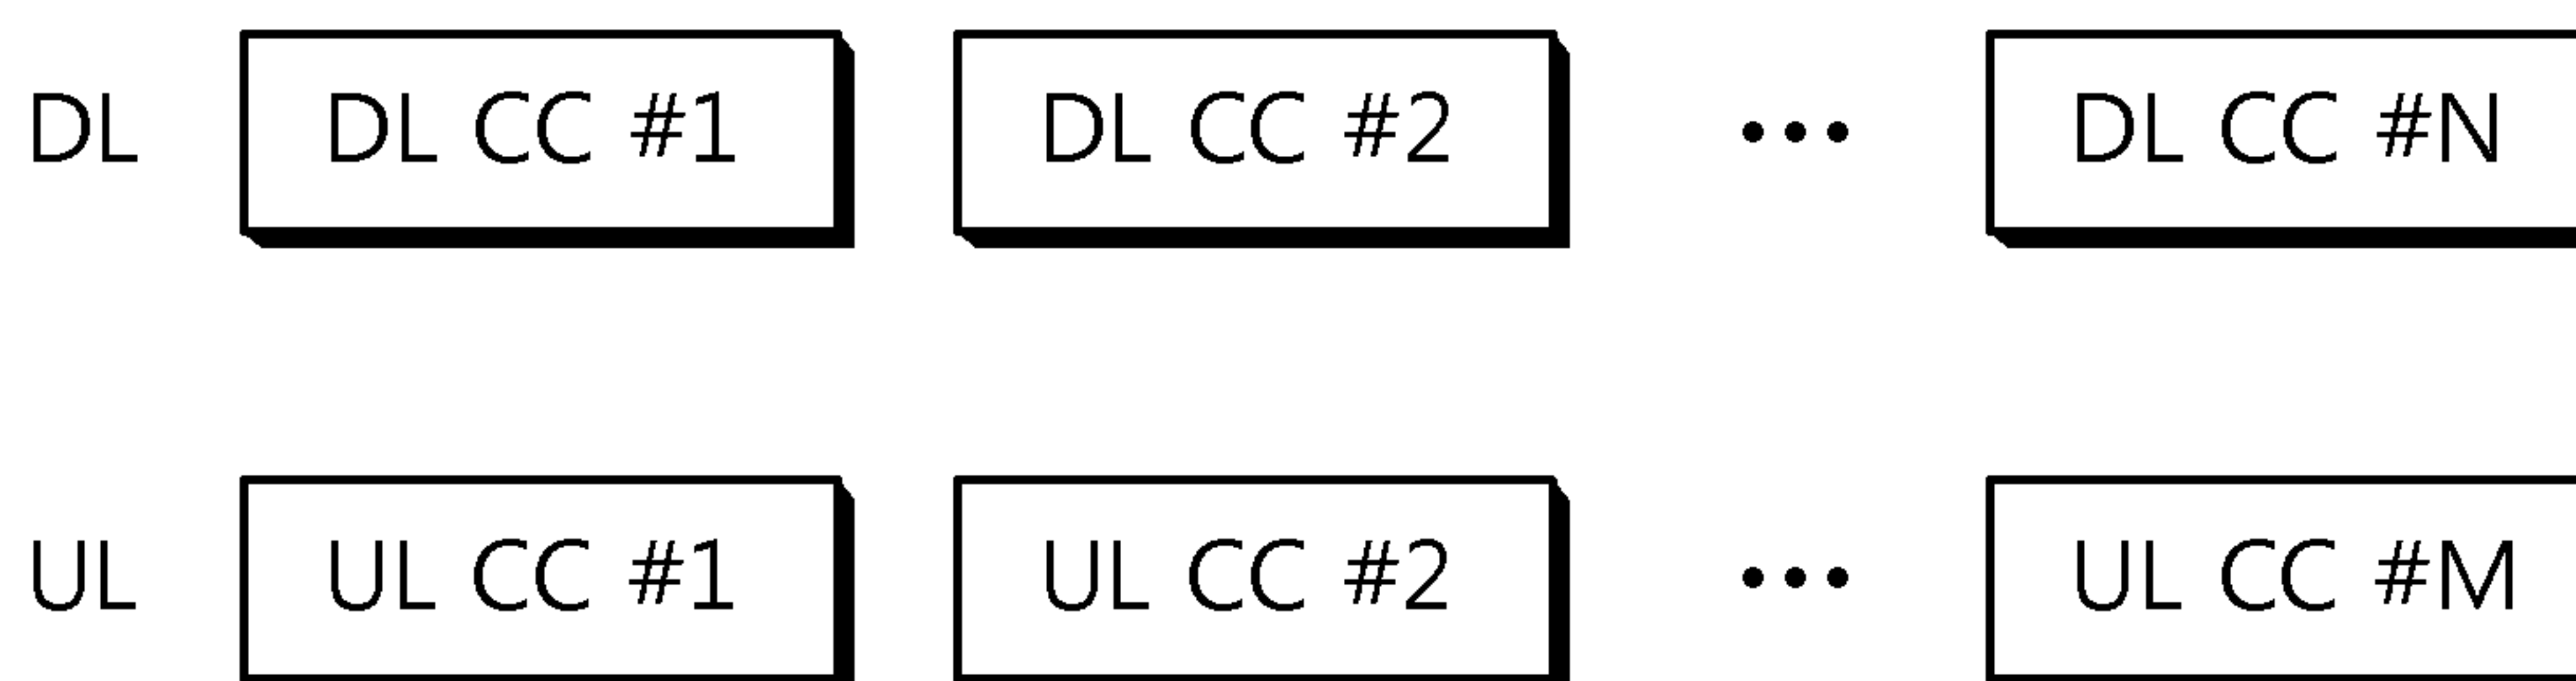 DL DL CC #1 DL CC #2 ••• DL CC #N
UL UL CC #1 UL CC #2 ••• UL CC #M